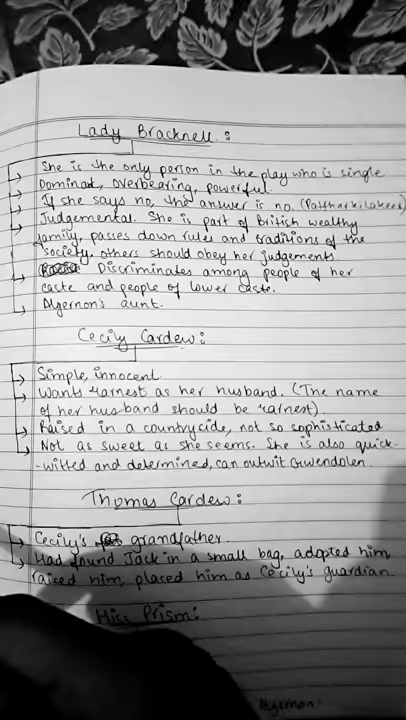 Lady Bracknell :
She is the only person in the play who is single
Dominant, overbearing, powerful.
If she says no, the answer is no. (Pattharkilakeer)
Judgemental. She is part of British wealthy
family, passes down rules and traditions of the
society, others should obey her judgements.
Discriminates among people of her
caste and people of lower caste.
Algernon's aunt.
Cecily Cardew :
Simple, innocent
Wants Earnest as her husband. (The name
of her husband should be Earnest).
Raised in a countrycide, not so sophisticated
Not as sweet as she seems. She is also quick-
-witted and determined, can outwit Gwendolen.
Thomas Cardew :
Cecily's grandfather.
Had found Jack in a small bag, adopted him,
raiced him, placed him as Cecily's guardian.
Miss Prism:
Algernon: